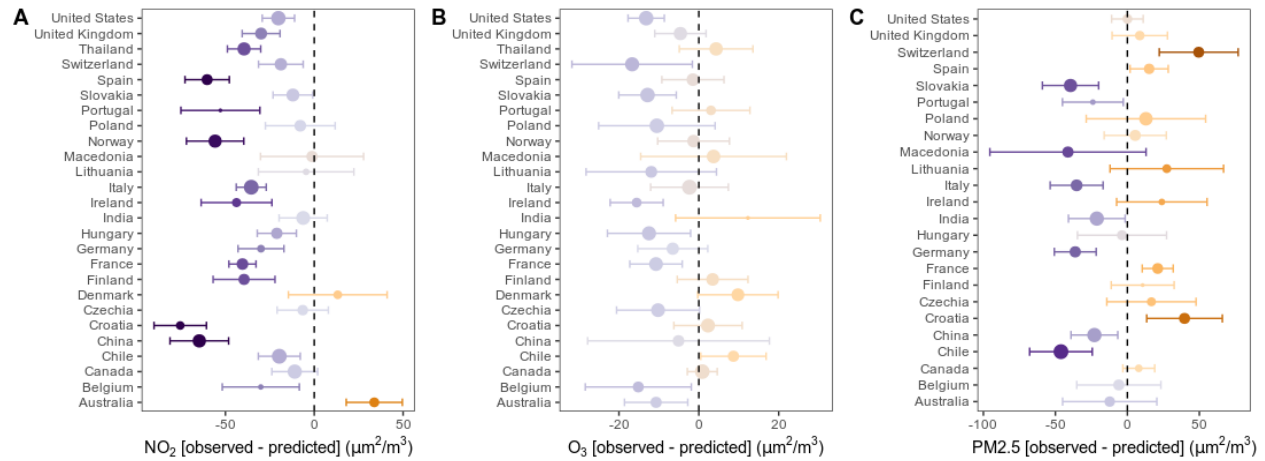 A
United States
United Kingdom
Thailand
Switzerland
Spain
Slovakia
Portugal
Poland
Norway
Macedonia
Lithuania
Italy
Ireland
India
Hungary
Germany
France
Finland
Denmark
Czechia
Croatia
China
Chile
Canada
Belgium
Australia
-50 0 50
NO₂ [observed - predicted] (μm²/m³)
B
United States
United Kingdom
Thailand
Switzerland
Spain
Slovakia
Portugal
Poland
Norway
Macedonia
Lithuania
Italy
Ireland
India
Hungary
Germany
France
Finland
Denmark
Czechia
Croatia
China
Chile
Canada
Belgium
Australia
-20 0 20
O₃ [observed - predicted] (μm²/m³)
C
United States
United Kingdom
Switzerland
Spain
Slovakia
Portugal
Poland
Norway
Macedonia
Lithuania
Italy
Ireland
India
Hungary
Germany
France
Finland
Czechia
Croatia
China
Chile
Canada
Belgium
Australia
-100 -50 0 50
PM2.5 [observed - predicted] (μm²/m³)